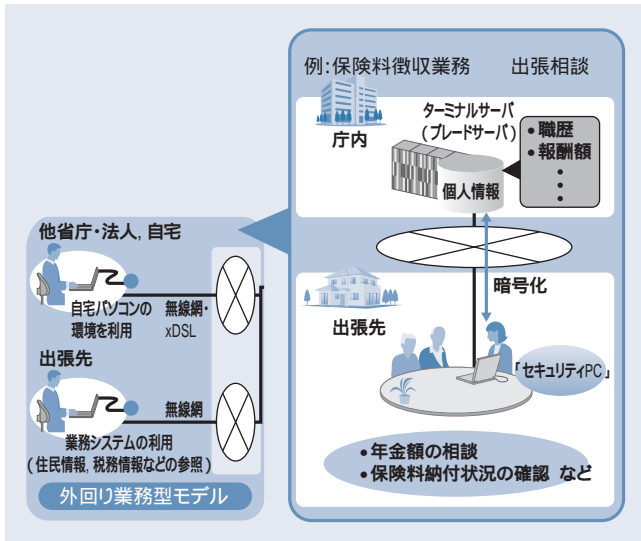 例:保険料徴収業務 出張相談
庁内
ターミナルサーバ
(ブレードサーバ)
個人情報
• 職歴
• 報酬額
・
・
・
暗号化
出張先
「セキュリティPC」
• 年金額の相談
• 保険料納付状況の確認 など
他省庁・法人, 自宅
自宅パソコンの
環境を利用
無線網・
xDSL
出張先
無線網
業務システムの利用
(住民情報, 税務情報などの参照)
外回り業務型モデル